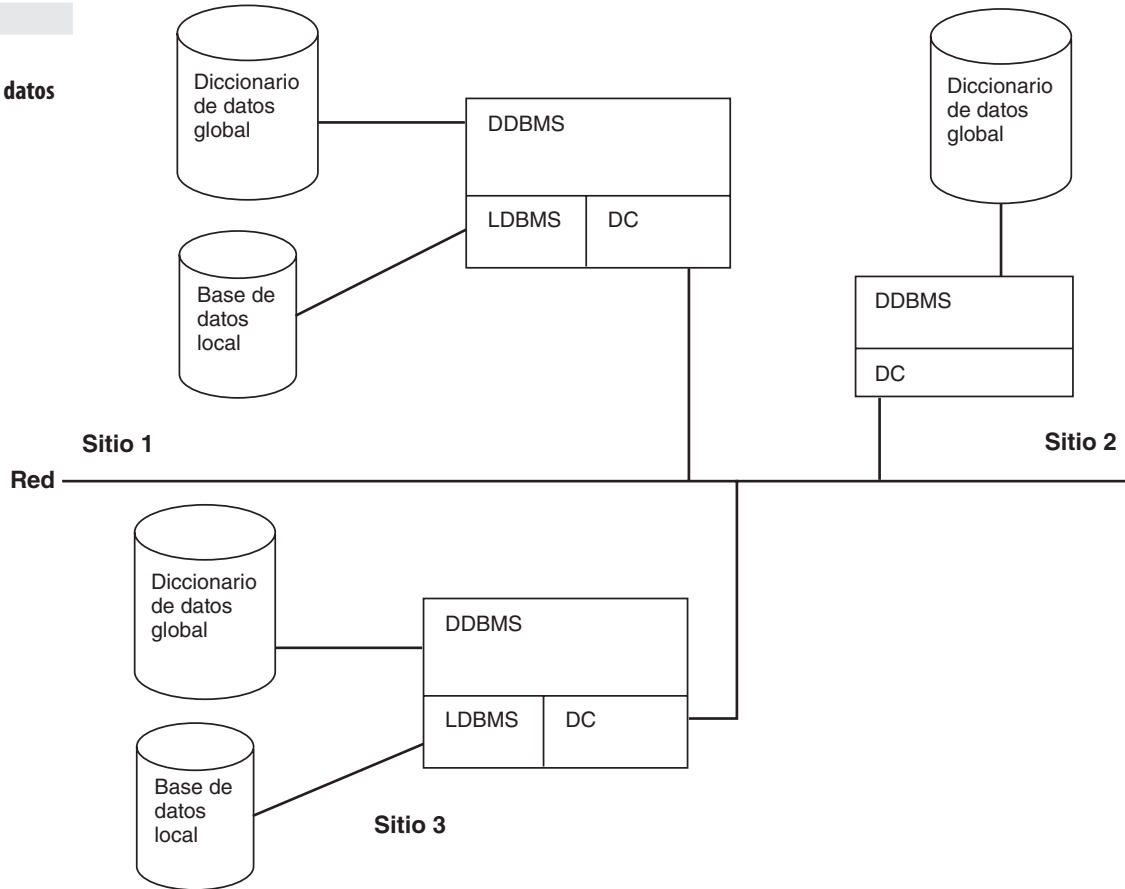 datos
Diccionario
de datos
global
DDBMS
LDBMS
DC
Base de
datos
local
Sitio 1
Diccionario
de datos
global
DDBMS
DC
Sitio 2
Red
Diccionario
de datos
global
DDBMS
LDBMS
DC
Base de
datos
local
Sitio 3